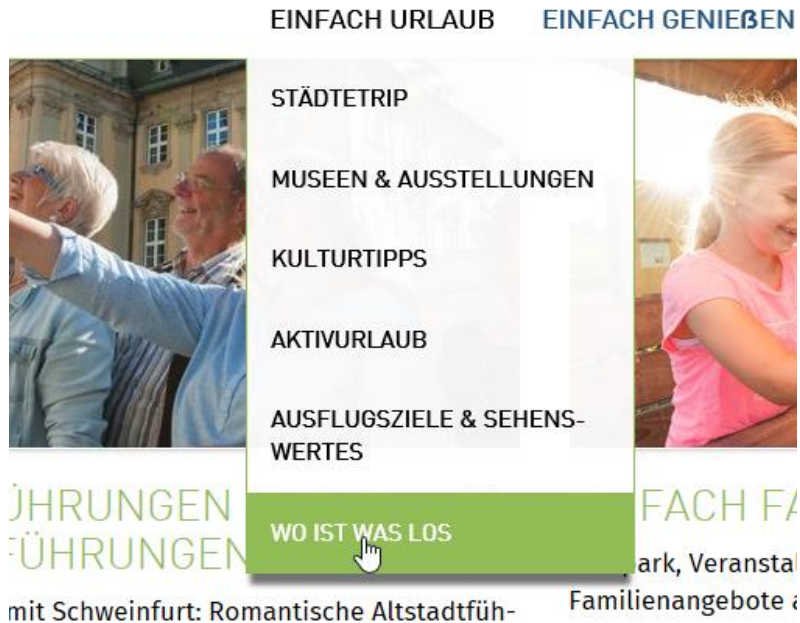 EINFACH URLAUB EINFACH GENIEßEN
STÄDTETRIP
MUSEEN & AUSSTELLUNGEN
KULTURTIPPS
AKTIVURLAUB
AUSFLUGSZIELE & SEHENS-
WERTES
WO IST WAS LOS
ÜHRUNGEN
FÜHRUNGEN
mit Schweinfurt: Romantische Altstadtfüh-
FACH FA
ark, Veranstal
Familienangebote a